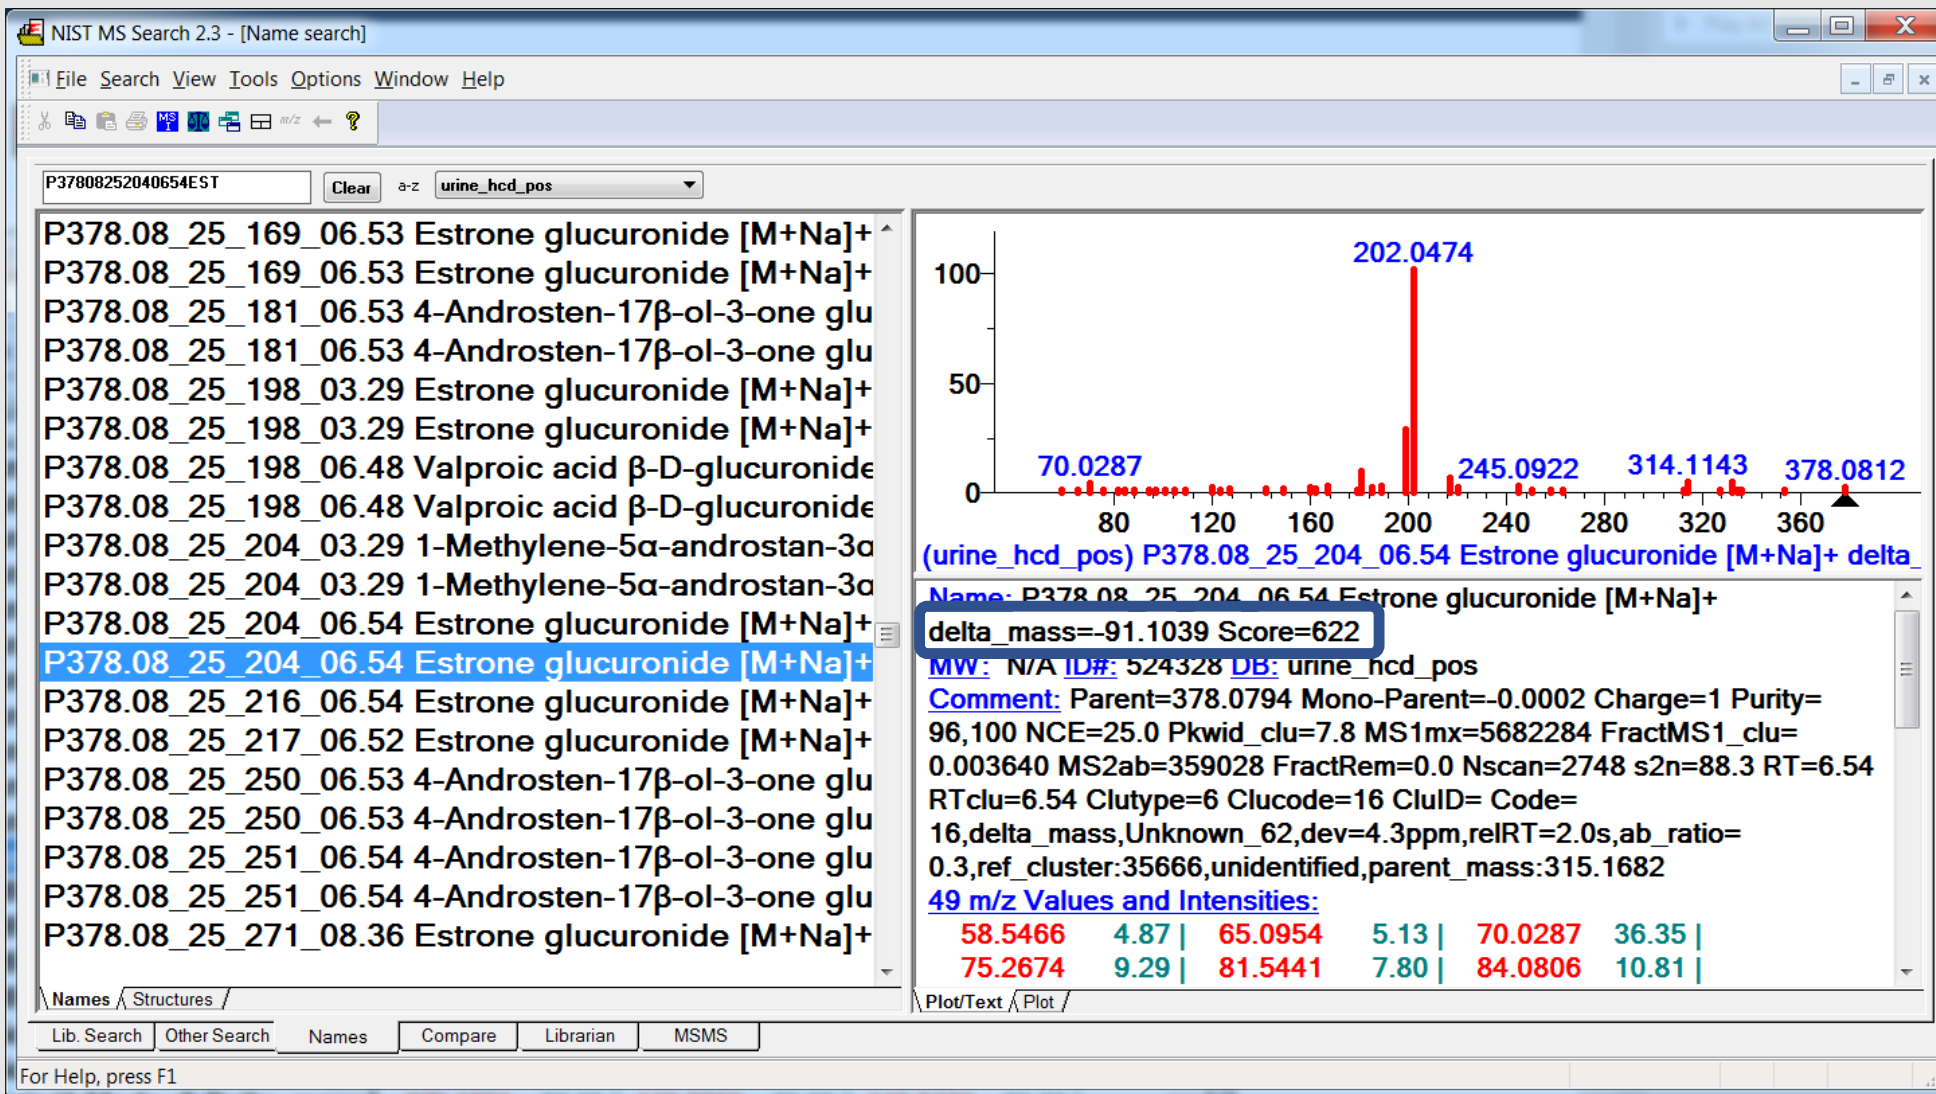 NIST MS Search 2.3 - [Name search]
File Search View Tools Options Window Help
MS I m/z ?
P37808252040654EST Clear a-z urine_hcd_pos
P378.08_25_169_06.53 Estrone glucuronide [M+Na]+
P378.08_25_169_06.53 Estrone glucuronide [M+Na]+
P378.08_25_181_06.53 4-Androsten-17β-ol-3-one glu
P378.08_25_181_06.53 4-Androsten-17β-ol-3-one glu
P378.08_25_198_03.29 Estrone glucuronide [M+Na]+
P378.08_25_198_03.29 Estrone glucuronide [M+Na]+
P378.08_25_198_06.48 Valproic acid β-D-glucuronide
P378.08_25_198_06.48 Valproic acid β-D-glucuronide
P378.08_25_204_03.29 1-Methylene-5α-androstan-3α
P378.08_25_204_03.29 1-Methylene-5α-androstan-3α
P378.08_25_204_06.54 Estrone glucuronide [M+Na]+
P378.08_25_204_06.54 Estrone glucuronide [M+Na]+
P378.08_25_216_06.54 Estrone glucuronide [M+Na]+
P378.08_25_217_06.52 Estrone glucuronide [M+Na]+
P378.08_25_250_06.53 4-Androsten-17β-ol-3-one glu
P378.08_25_250_06.53 4-Androsten-17β-ol-3-one glu
P378.08_25_251_06.54 4-Androsten-17β-ol-3-one glu
P378.08_25_251_06.54 4-Androsten-17β-ol-3-one glu
P378.08_25_271_08.36 Estrone glucuronide [M+Na]+
Names Structures
202.0474
100
50
70.0287 245.0922 314.1143 378.0812
0
80 120 160 200 240 280 320 360
(urine_hcd_pos) P378.08_25_204_06.54 Estrone glucuronide [M+Na]+ delta_
Name: P378.08_25_204_06.54 Estrone glucuronide [M+Na]+
delta_mass=-91.1039 Score=622
MW: N/A ID#: 524328 DB: urine_hcd_pos
Comment: Parent=378.0794 Mono-Parent=-0.0002 Charge=1 Purity=
96,100 NCE=25.0 Pkwid_clu=7.8 MS1mx=5682284 FractMS1_clu=
0.003640 MS2ab=359028 FractRem=0.0 Nscan=2748 s2n=88.3 RT=6.54
RTclu=6.54 Clutype=6 Clucode=16 CluID= Code=
16,delta_mass,Unknown_62,dev=4.3ppm,relRT=2.0s,ab_ratio=
0.3,ref_cluster:35666,unidentified,parent_mass:315.1682
49 m/z Values and Intensities:
58.5466 4.87 | 65.0954 5.13 | 70.0287 36.35 |
75.2674 9.29 | 81.5441 7.80 | 84.0806 10.81 |
Plot/Text Plot
Lib. Search Other Search Names Compare Librarian MSMS
For Help, press F1